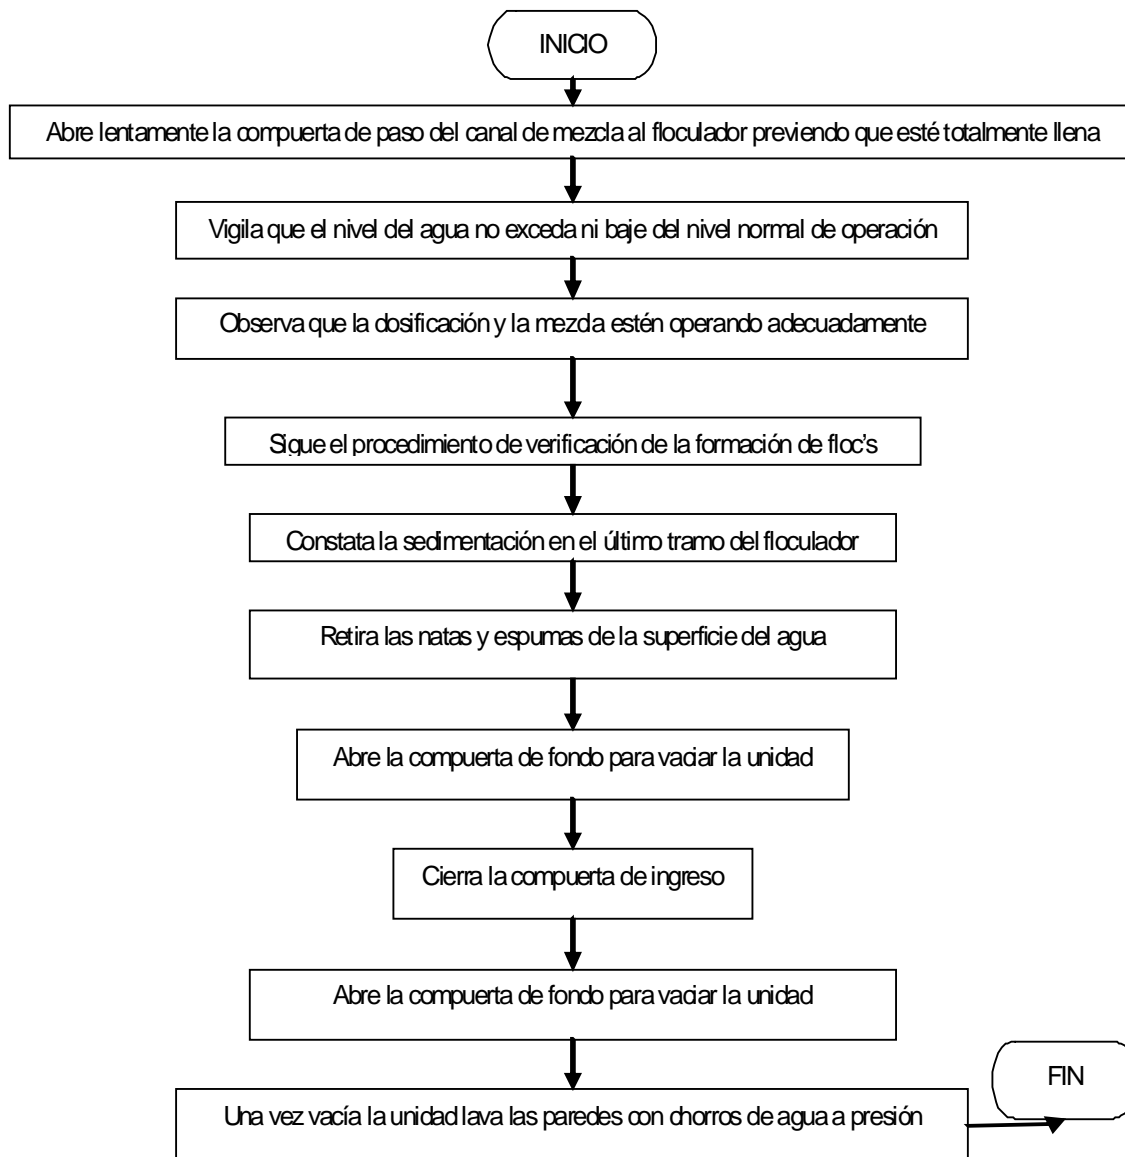 INICIO
Abre lentamente la compuerta de paso del canal de mezcla al floculador previendo que esté totalmente llena
Vigila que el nivel del agua no exceda ni baje del nivel normal de operación
Observa que la dosificación y la mezcla estén operando adecuadamente
Sigue el procedimiento de verificación de la formación de floc's
Constata la sedimentación en el último tramo del floculador
Retira las natas y espumas de la superficie del agua
Abre la compuerta de fondo para vaciar la unidad
Cierra la compuerta de ingreso
Abre la compuerta de fondo para vaciar la unidad
Una vez vacía la unidad lava las paredes con chorros de agua a presión
FIN